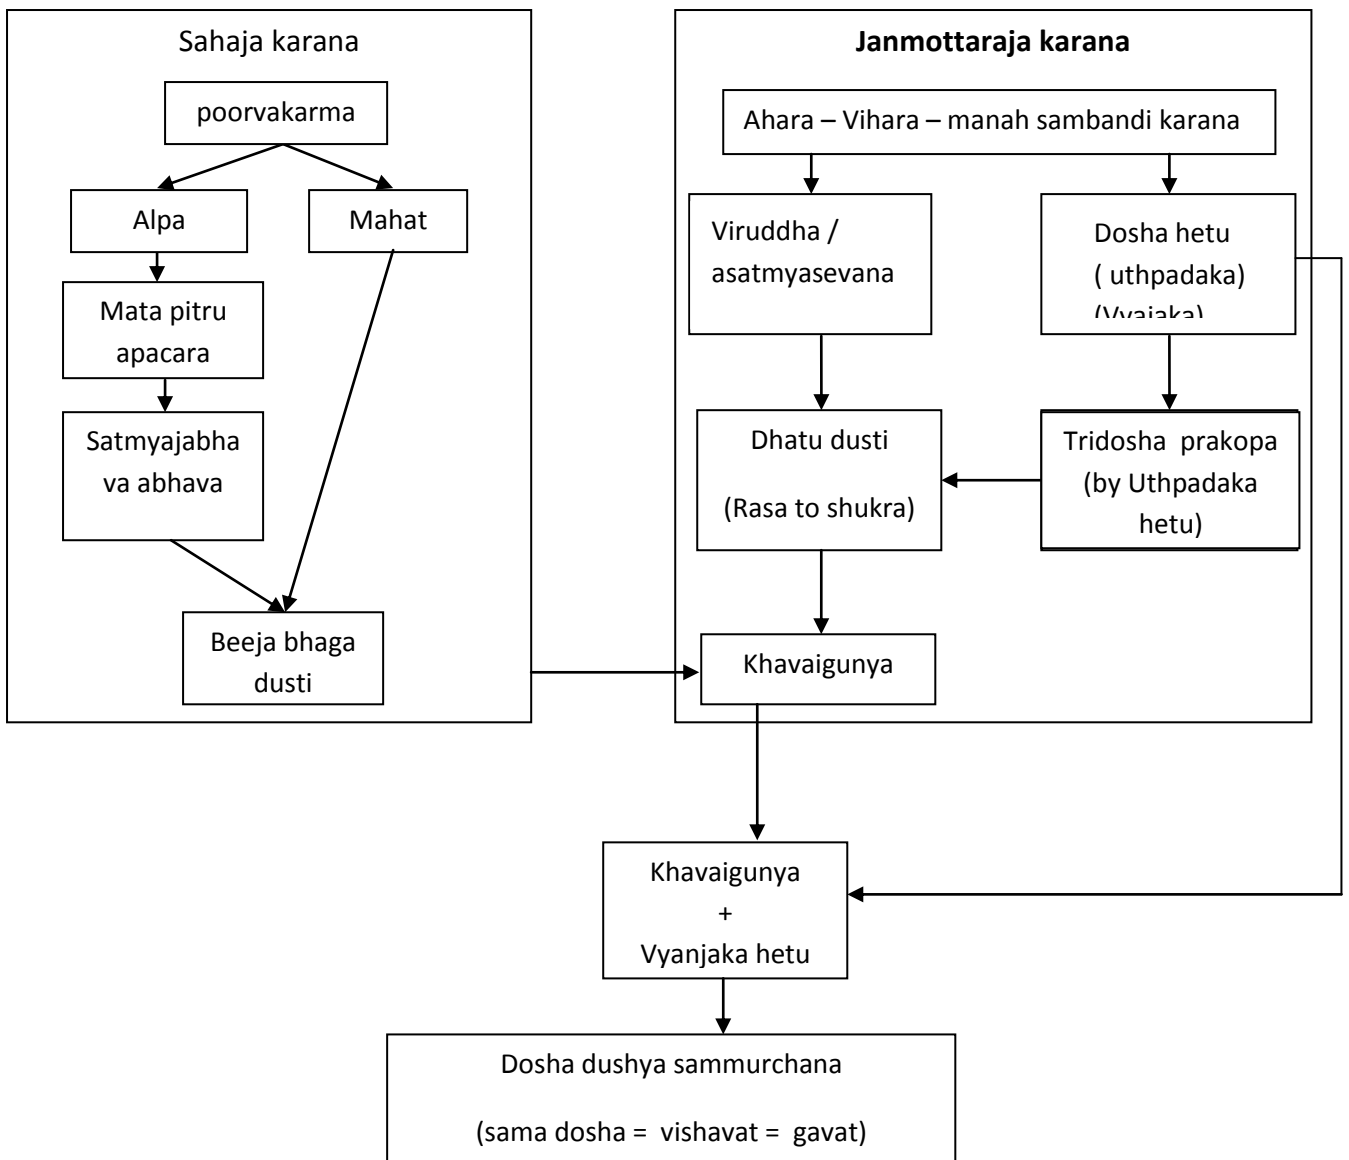 Sahaja karana
poorvakarma
Alpa
Mahat
Mata pitru
apacara
Satmyajabha
va abhava
Beeja bhaga
dusti
Janmottaraja karana
Ahara – Vihara – manah sambandi karana
Viruddha /
asatmyasevana
Dosha hetu
( uthpadaka)
(Vyajaka)
Dhatu dusti
(Rasa to shukra)
Tridosha prakopa
(by Uthpadaka
hetu)
Khavaigunya
Khavaigunya
+
Vyanjaka hetu
Dosha dushya sammurchana
(sama dosha = vishavat = gavat)